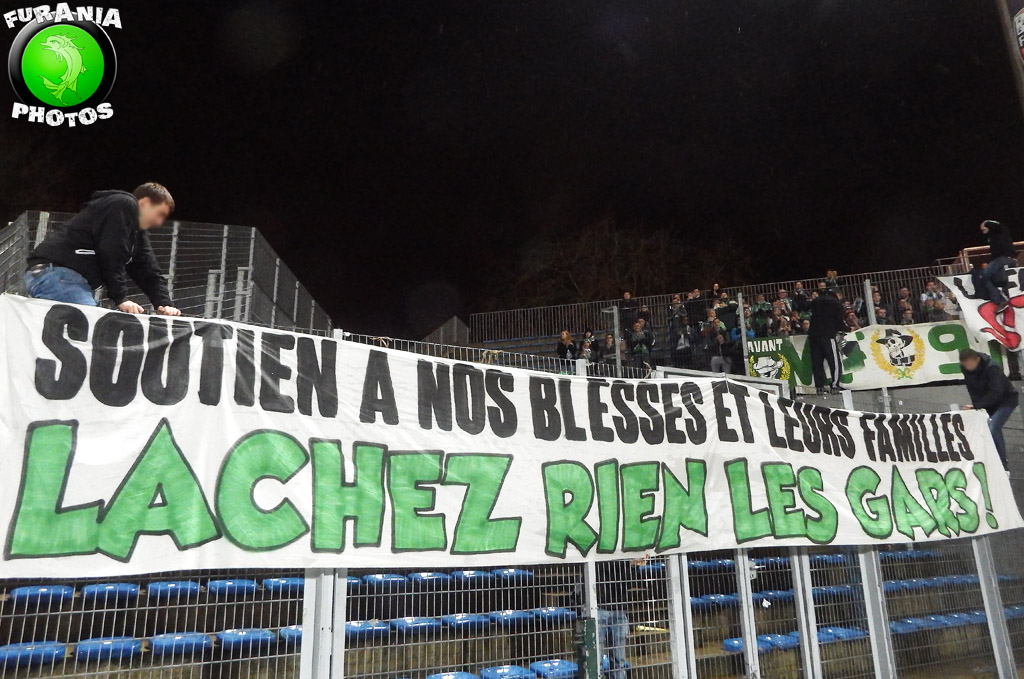 FURANIA
PHOTOS
SOUTIEN A NOS BLESSES ET LEURS FAMILLES
LACHEZ RIEN LES GARS!
AVANT